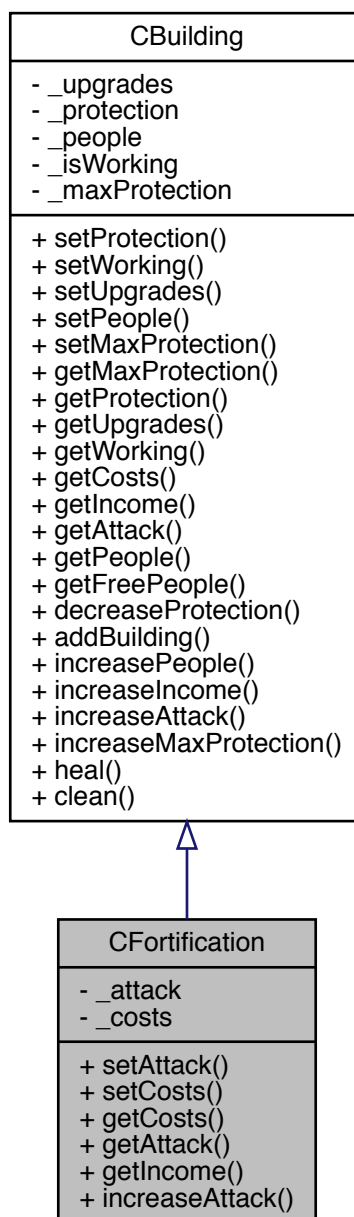 CBuilding
- _upgrades
- _protection
- _people
- _isWorking
- _maxProtection
+ setProtection()
+ setWorking()
+ setUpgrades()
+ setPeople()
+ setMaxProtection()
+ getMaxProtection()
+ getProtection()
+ getUpgrades()
+ getWorking()
+ getCosts()
+ getIncome()
+ getAttack()
+ getPeople()
+ getFreePeople()
+ decreaseProtection()
+ addBuilding()
+ increasePeople()
+ increaseIncome()
+ increaseAttack()
+ increaseMaxProtection()
+ heal()
+ clean()
CFortification
- _attack
- _costs
+ setAttack()
+ setCosts()
+ getCosts()
+ getAttack()
+ getIncome()
+ increaseAttack()